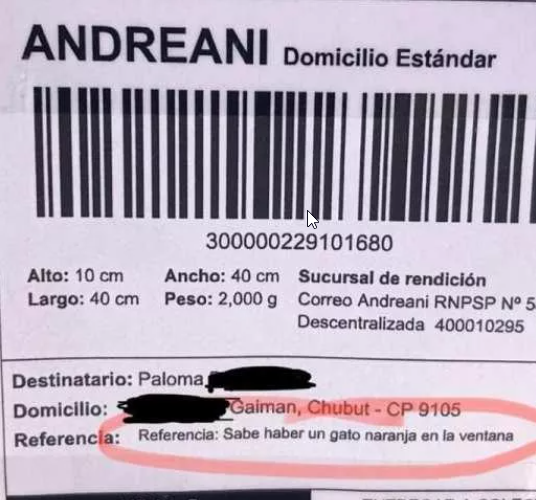 ANDREANI Domicilio Estándar
300000229101680
Alto: 10 cm Ancho: 40 cm Sucursal de rendición
Largo: 40 cm Peso: 2,000 g Correo Andreani RNPSP Nº 5
Descentralizada 400010295
Destinatario: Paloma
Domicilio: Gaiman, Chubut - CP 9105
Referencia: Referencia: Sabe haber un gato naranja en la ventana